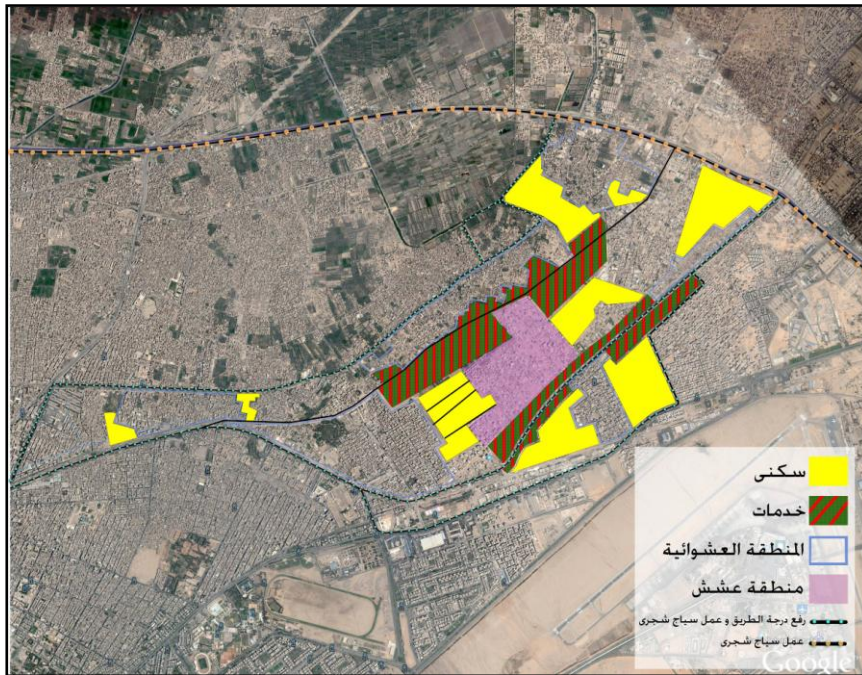 سكنى
خدمات
المنطقة العشوائية
منطقة عشش
رفع درجة الطريق و عمل سياج شجرى
عمل سياج شجرى
Google